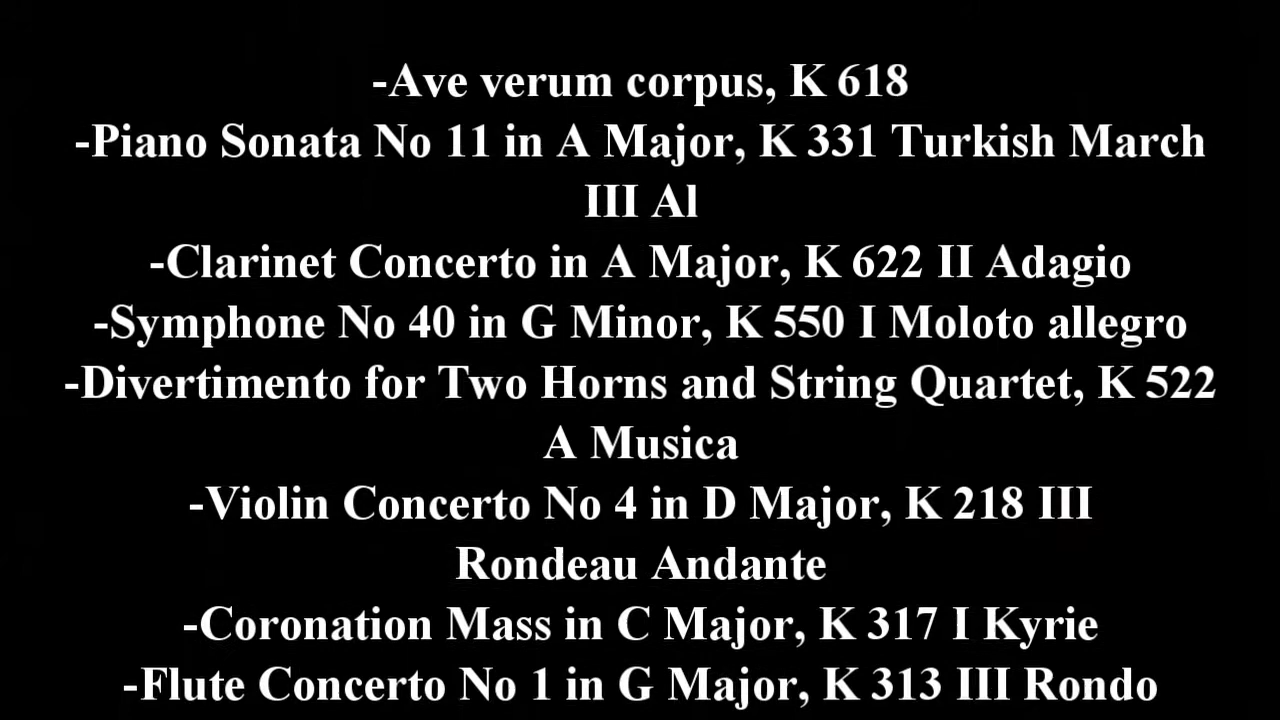 -Ave verum corpus, K 618
-Piano Sonata No 11 in A Major, K 331 Turkish March
III Al
-Clarinet Concerto in A Major, K 622 II Adagio
-Symphone No 40 in G Minor, K 550 I Moloto allegro
-Divertimento for Two Horns and String Quartet, K 522
A Musica
-Violin Concerto No 4 in D Major, K 218 III
Rondeau Andante
-Coronation Mass in C Major, K 317 I Kyrie
-Flute Concerto No 1 in G Major, K 313 III Rondo